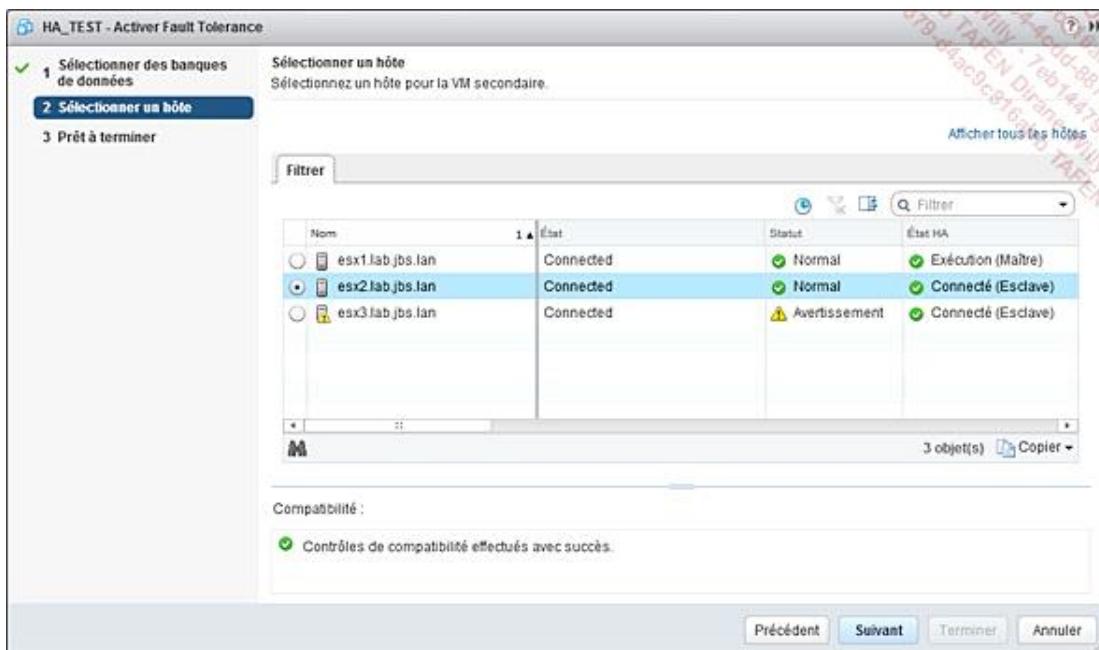 HA_TEST - Activer Fault Tolerance
1 Sélectionner des banques de données
2 Sélectionner un hôte
3 Prêt à terminer
Sélectionner un hôte
Sélectionnez un hôte pour la VM secondaire.
Afficher tous les hôtes
Filtrer
Filtrer
Nom 1 État Statut État HA
esx1.lab.jbs.lan Connected Normal Exécution (Maître)
esx2.lab.jbs.lan Connected Normal Connecté (Esclave)
esx3.lab.jbs.lan Connected Avertissement Connecté (Esclave)
3 objet(s) Copier
Compatibilité :
Contrôles de compatibilité effectués avec succès.
Précédent Suivant Terminer Annuler